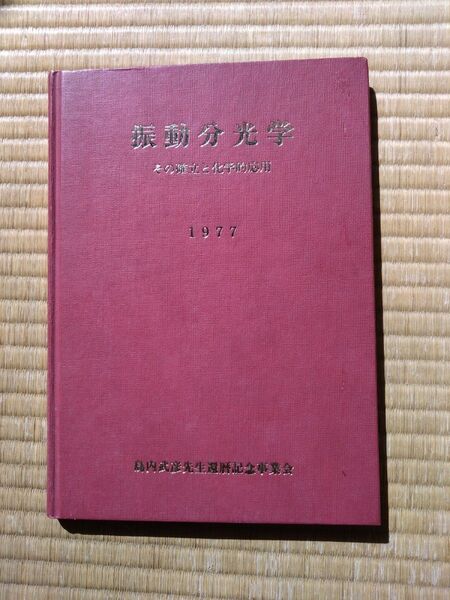 振動分光学
その確立と化学的応用
1977
島内武彦先生還暦記念事業会